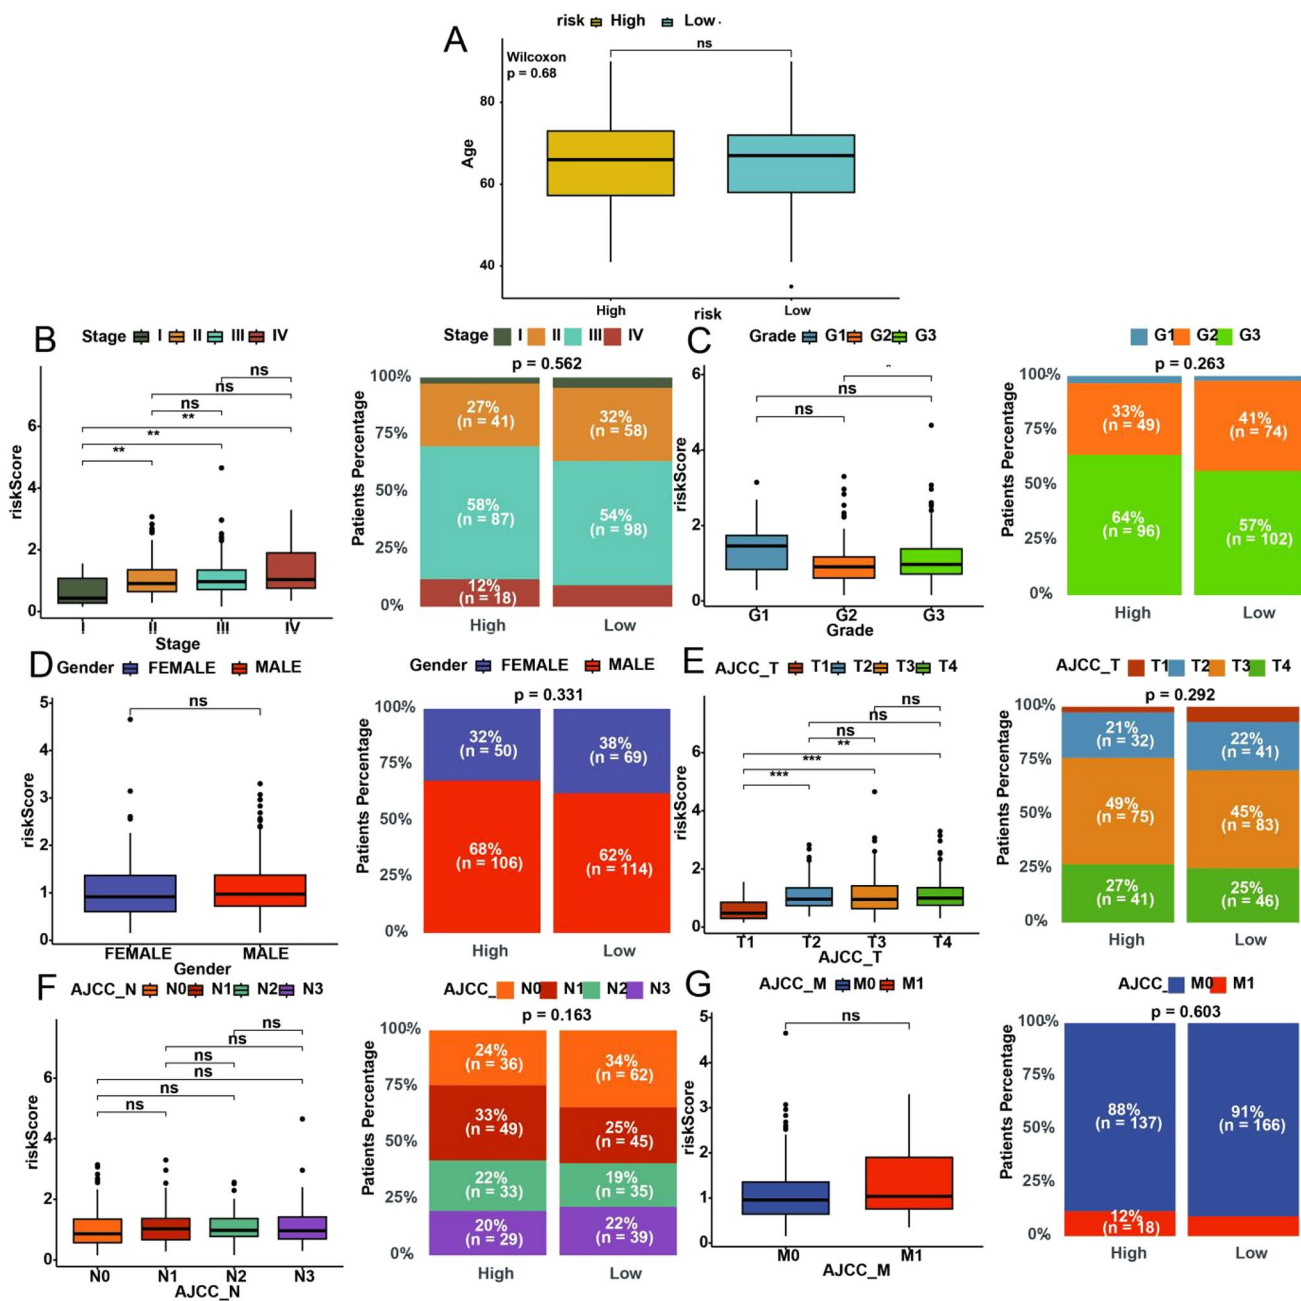 A
risk High Low
Wilcoxon
p = 0.68
ns
80
60
40
Age
High Low
risk
B
Stage I II III IV
ns
ns
ns
**
**
**
6
4
2
0
riskScore
I II III IV
Stage
Stage I II III IV
p = 0.562
100%
75%
50%
25%
0%
Patients Percentage
27%
(n = 41)
58%
(n = 87)
12%
(n = 18)
32%
(n = 58)
54%
(n = 98)
High Low
C
Grade G1 G2 G3
ns
ns
6
4
2
0
riskScore
G1 G2 G3
Grade
G1 G2 G3
p = 0.263
100%
75%
50%
25%
0%
Patients Percentage
33%
(n = 49)
64%
(n = 96)
41%
(n = 74)
57%
(n = 102)
High Low
D
Gender FEMALE MALE
ns
5
4
3
2
1
0
riskScore
FEMALE MALE
Gender
Gender FEMALE MALE
p = 0.331
100%
75%
50%
25%
0%
Patients Percentage
32%
(n = 50)
68%
(n = 106)
38%
(n = 69)
62%
(n = 114)
High Low
E
AJCC_T T1 T2 T3 T4
ns
ns
ns
**
***
***
6
4
2
0
riskScore
T1 T2 T3 T4
AJCC_T
AJCC_T T1 T2 T3 T4
p = 0.292
100%
75%
50%
25%
0%
Patients Percentage
21%
(n = 32)
49%
(n = 75)
27%
(n = 41)
22%
(n = 41)
45%
(n = 83)
25%
(n = 46)
High Low
F
AJCC_N N0 N1 N2 N3
ns
ns
ns
ns
ns
ns
6
4
2
0
riskScore
N0 N1 N2 N3
AJCC_N
AJCC_ N0 N1 N2 N3
p = 0.163
100%
75%
50%
25%
0%
Patients Percentage
24%
(n = 36)
33%
(n = 49)
22%
(n = 33)
20%
(n = 29)
34%
(n = 62)
25%
(n = 45)
19%
(n = 35)
22%
(n = 39)
High Low
G
AJCC_M M0 M1
ns
5
4
3
2
1
0
riskScore
M0 M1
AJCC_M
AJCC_ M0 M1
p = 0.603
100%
75%
50%
25%
0%
Patients Percentage
88%
(n = 137)
12%
(n = 18)
91%
(n = 166)
High Low